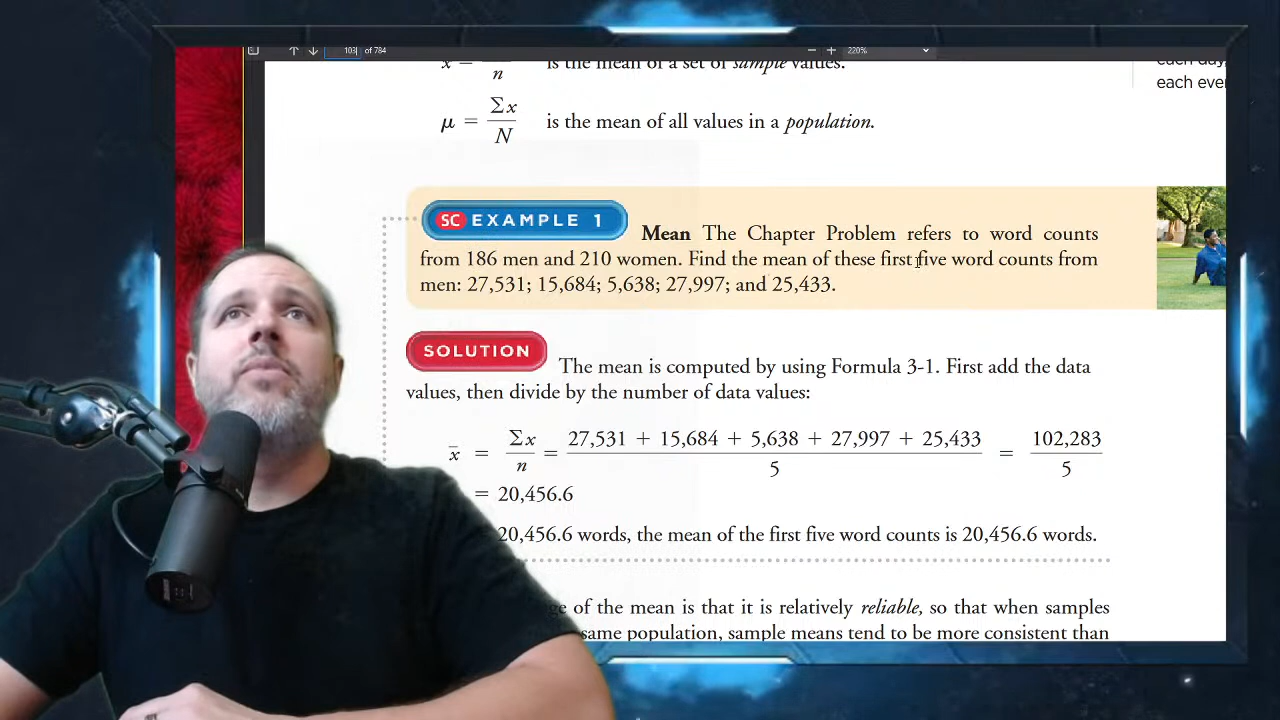 103 of 784
220%
x = is the mean of a set of sample values.
n
each day,
each ever
μ = Σx is the mean of all values in a population.
N
SC EXAMPLE 1
Mean The Chapter Problem refers to word counts
from 186 men and 210 women. Find the mean of these first five word counts from
men: 27,531; 15,684; 5,638; 27,997; and 25,433.
SOLUTION
The mean is computed by using Formula 3-1. First add the data
values, then divide by the number of data values:
x̄ = Σx/n = 27,531 + 15,684 + 5,638 + 27,997 + 25,433 / 5 = 102,283 / 5
= 20,456.6
20,456.6 words, the mean of the first five word counts is 20,456.6 words.
of the mean is that it is relatively reliable, so that when samples
same population, sample means tend to be more consistent than